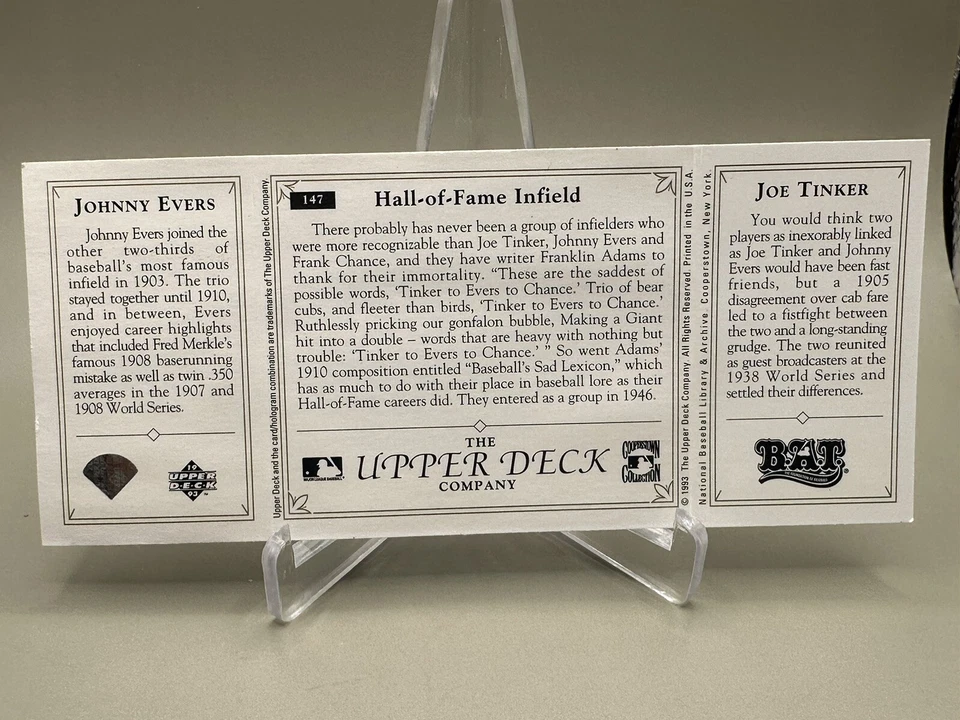 JOHNNY EVERS
Johnny Evers joined the
other two-thirds of
baseball's most famous
infield in 1903. The trio
stayed together until 1910,
and in between, Evers
enjoyed career highlights
that included Fred Merkle's
famous 1908 baserunning
mistake as well as twin .350
averages in the 1907 and
1908 World Series.
19
UPPER
DECK
93
Upper Deck and the card/hologram combination are trademarks of The Upper Deck Company.
147
Hall-of-Fame Infield
There probably has never been a group of infielders who
were more recognizable than Joe Tinker, Johnny Evers and
Frank Chance, and they have writer Franklin Adams to
thank for their immortality. “These are the saddest of
possible words, ‘Tinker to Evers to Chance.’ Trio of bear
cubs, and fleeter than birds, ‘Tinker to Evers to Chance.’
Ruthlessly pricking our gonfalon bubble, Making a Giant
hit into a double – words that are heavy with nothing but
trouble: ‘Tinker to Evers to Chance.’ ” So went Adams’
1910 composition entitled “Baseball’s Sad Lexicon,” which
has as much to do with their place in baseball lore as their
Hall-of-Fame careers did. They entered as a group in 1946.
MAJOR LEAGUE BASEBALL
THE
UPPER DECK
COMPANY
COOPERSTOWN
COLLECTION
© 1993 The Upper Deck Company. All Rights Reserved. Printed in the U.S.A.
National Baseball Library & Archive, Cooperstown, New York.
JOE TINKER
You would think two
players as inexorably linked
as Joe Tinker and Johnny
Evers would have been fast
friends, but a 1905
disagreement over cab fare
led to a fistfight between
the two and a long-standing
grudge. The two reunited
as guest broadcasters at the
1938 World Series and
settled their differences.
B.A.T.